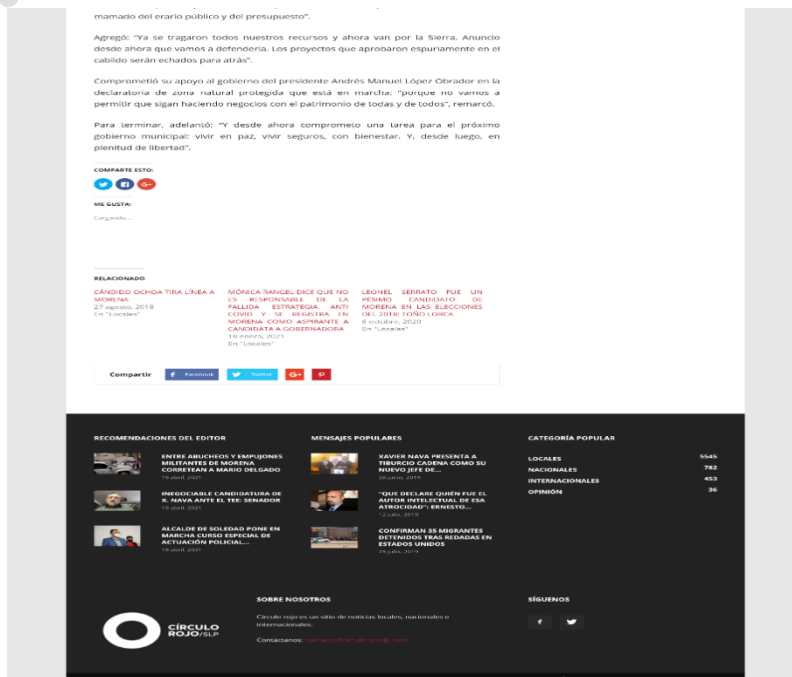 mamado del erario público y del presupuesto".
Agregó: "Ya se tragaron todos nuestros recursos y ahora van por la Sierra. Anuncio
desde ahora que vamos a defenderla. Los proyectos que aprobaron espuriamente en el
cabildo serán echados para atrás".
Comprometió su apoyo al gobierno del presidente Andrés Manuel López Obrador en la
declaratoria de zona natural protegida que está en marcha: "porque no vamos a
permitir que sigan haciendo negocios con el patrimonio de todas y de todos", remarcó.
Para terminar, adelantó: "Y desde ahora comprometo una tarea para el próximo
gobierno municipal: vivir en paz, vivir seguros, con bienestar. Y, desde luego, en
plenitud de libertad".
COMPARTE ESTO:
ME GUSTA:
Cargando...
RELACIONADO
CÁNDIDO OCHOA TIRA LÍNEA A
MORENA
27 agosto, 2018
En "Locales"
MÓNICA RANGEL DICE QUE NO
ES RESPONSABLE DE LA
PALLIDA ESTRATEGIA ANTI
COVID Y SE REGISTRA EN
MORENA COMO ASPIRANTE A
CANDIDATA A GOBERNADORA
18 enero, 2021
En "Locales"
LEONEL SERRATO FUE UN
PÉSIMO CANDIDATO DE
MORENA EN LAS ELECCIONES
DEL 2018; TOÑO LORCA
8 octubre, 2020
En "Locales"
Compartir
Facebook
Twitter
RECOMENDACIONES DEL EDITOR
ENTRE ABUCHEOS Y EMPUJONES
MILITANTES DE MORENA
CORRETEAN A MARIO DELGADO
19 abril, 2021
INEGOCIABLE CANDIDATURA DE
X. NAVA ANTE EL TEE: SENADOR
19 abril, 2021
ALCALDE DE SOLEDAD PONE EN
MARCHA CURSO ESPECIAL DE
ACTUACIÓN POLICIAL...
19 abril, 2021
MENSAJES POPULARES
XAVIER NAVA PRESENTA A
TIBURCIO CADENA COMO SU
NUEVO JEFE DE...
28 junio, 2019
"QUE DECLARE QUIÉN FUE EL
AUTOR INTELECTUAL DE ESA
ATROCIDAD": ERNESTO...
12 julio, 2019
CONFIRMAN 35 MIGRANTES
DETENIDOS TRAS REDADAS EN
ESTADOS UNIDOS
24 julio, 2019
CATEGORÍA POPULAR
LOCALES 5545
NACIONALES 782
INTERNACIONALES 453
OPINIÓN 36
CÍRCULO
ROJO/SLP
SOBRE NOSOTROS
Círculo rojo es un sitio de noticias locales, nacionales e
internacionales.
Contáctanos:
SÍGUENOS